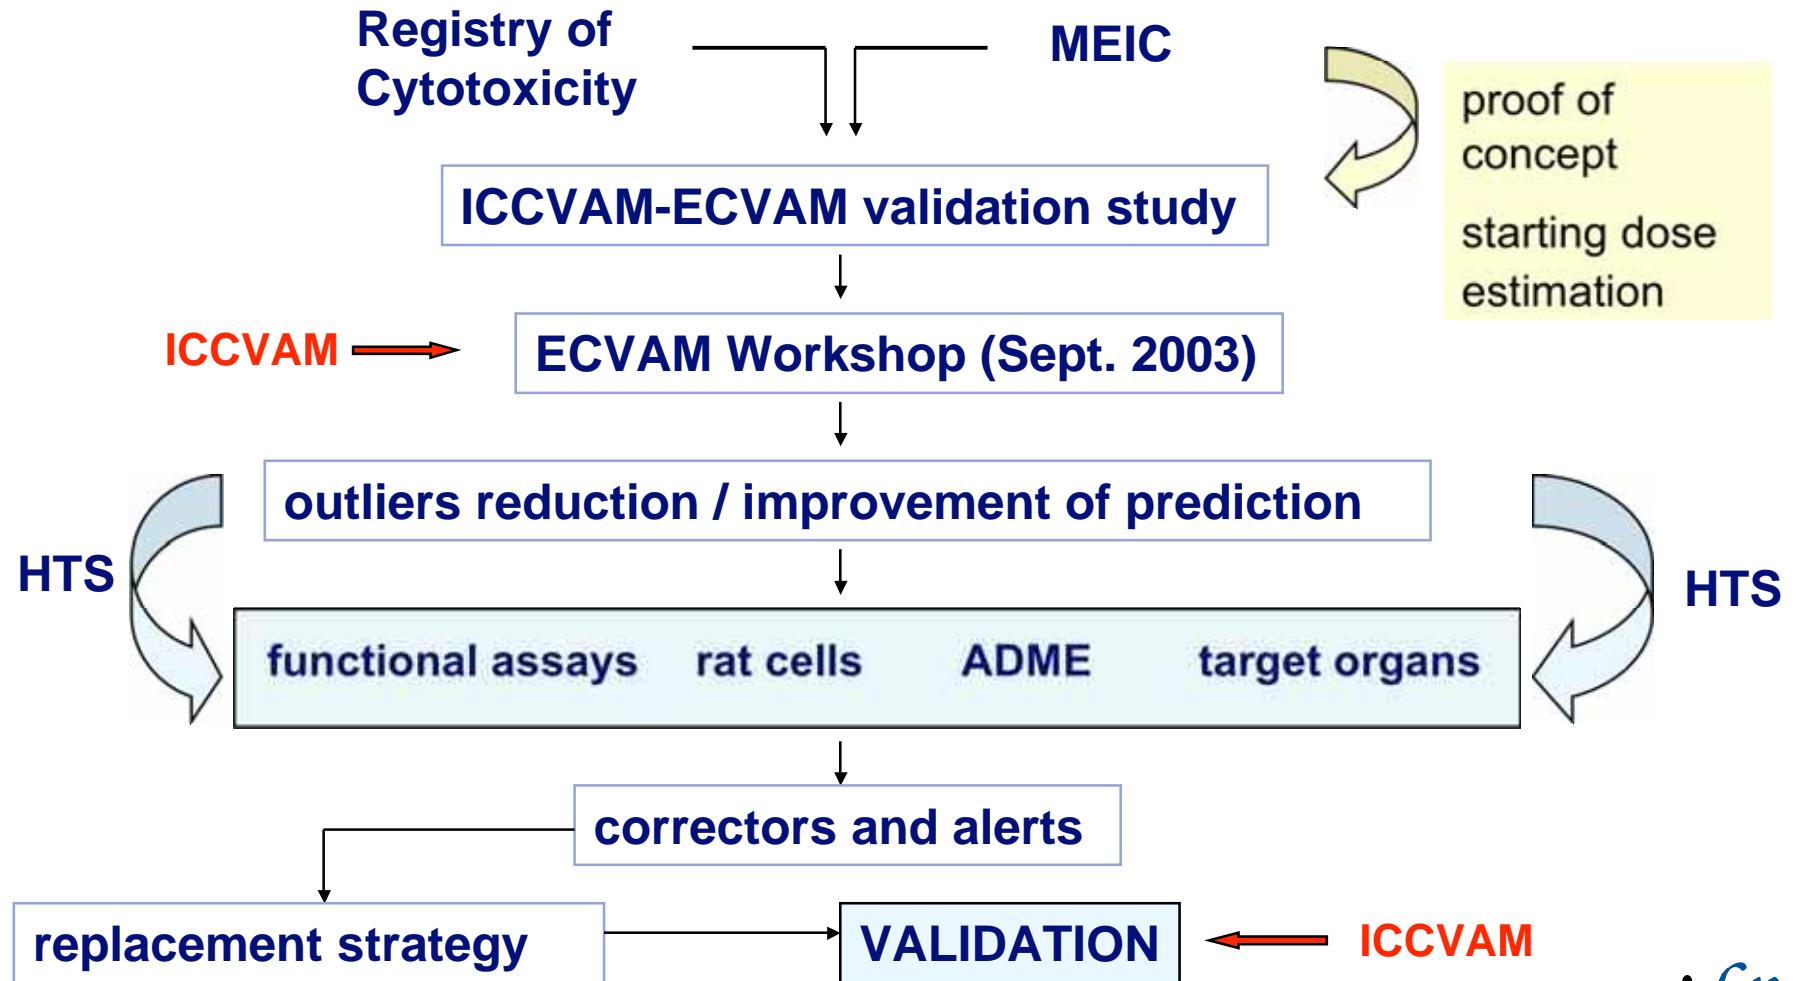 Registry of
Cytotoxicity
MEIC
proof of
concept
starting dose
estimation
ICCVAM-ECVAM validation study
ICCVAM
ECVAM Workshop (Sept. 2003)
outliers reduction / improvement of prediction
HTS
HTS
functional assays rat cells ADME target organs
correctors and alerts
replacement strategy
VALIDATION
ICCVAM